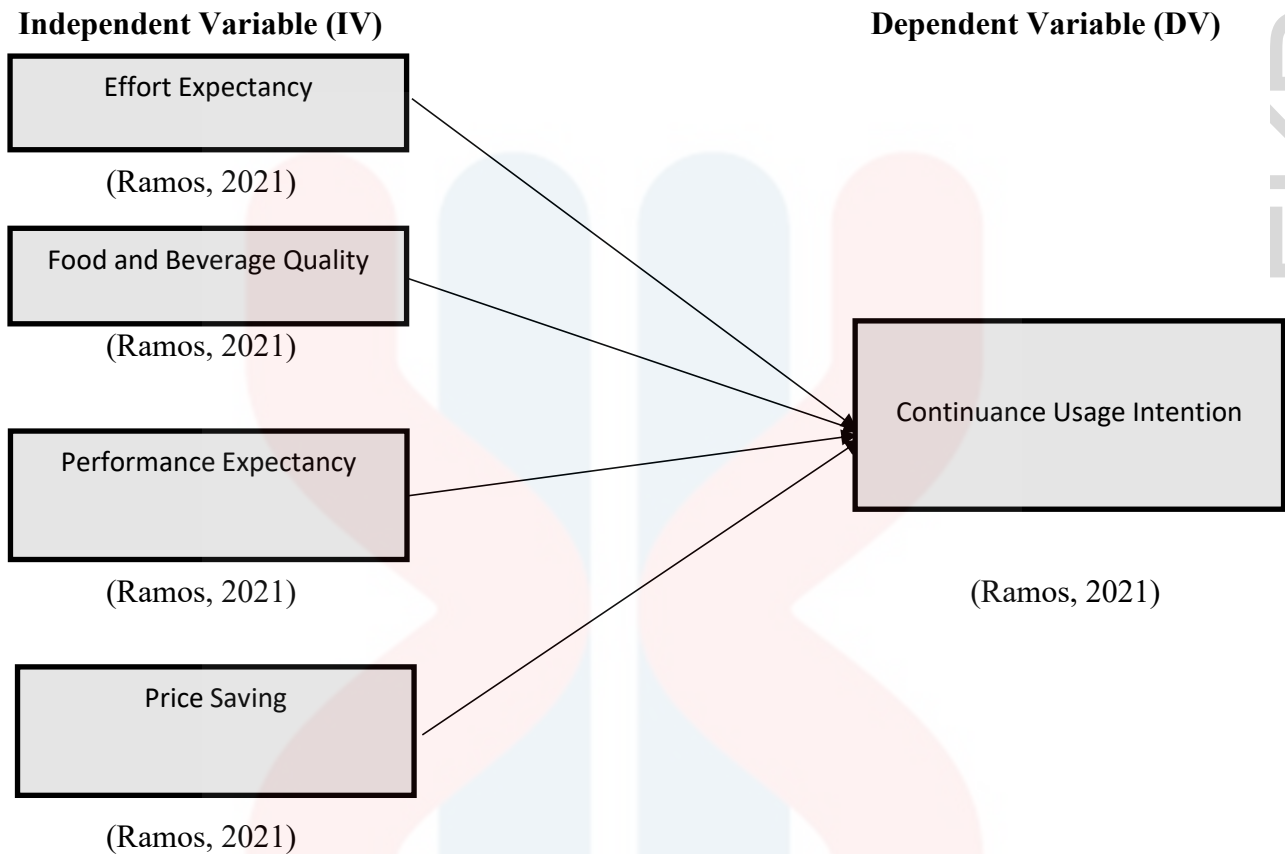 Independent Variable (IV)
Dependent Variable (DV)
Effort Expectancy
(Ramos, 2021)
Food and Beverage Quality
(Ramos, 2021)
Continuance Usage Intention
Performance Expectancy
(Ramos, 2021)
(Ramos, 2021)
Price Saving
(Ramos, 2021)